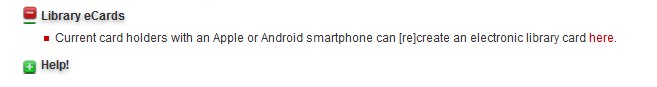 Library eCards
Current card holders with an Apple or Android smartphone can [re]create an electronic library card here.
Help!